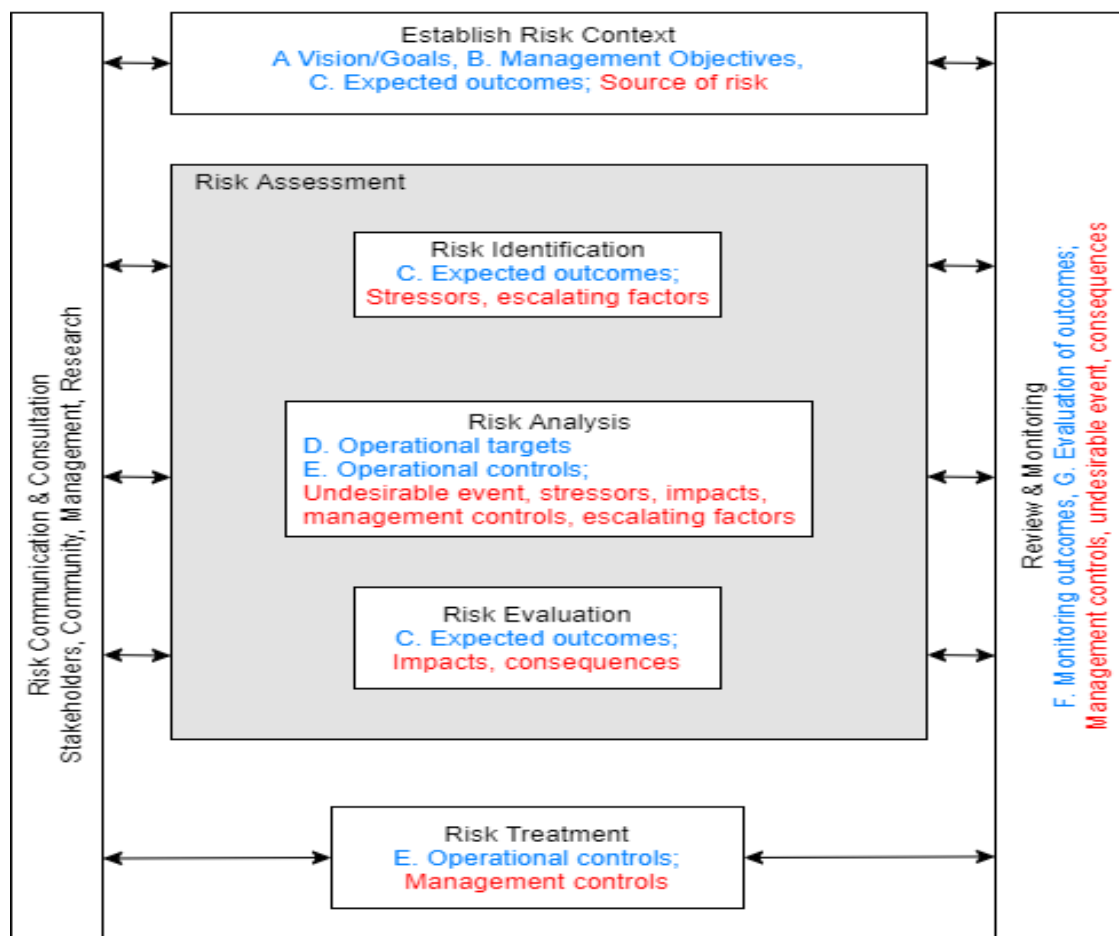 Establish Risk Context
A Vision/Goals, B. Management Objectives,
C. Expected outcomes; Source of risk
Risk Assessment
Risk Identification
C. Expected outcomes;
Stressors, escalating factors
Risk Analysis
D. Operational targets
E. Operational controls;
Undesirable event, stressors, impacts,
management controls, escalating factors
Risk Evaluation
C. Expected outcomes;
Impacts, consequences
Risk Treatment
E. Operational controls;
Management controls
Risk Communication & Consultation
Stakeholders, Community, Management, Research
Review & Monitoring
F. Monitoring outcomes, G. Evaluation of outcomes;
Management controls, undesirable event, consequences